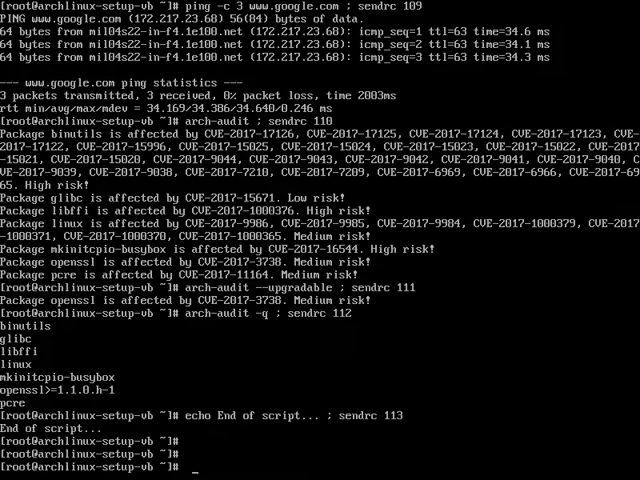 [root@archlinux-setup-vb ~]# ping -c 3 www.google.com ; sendrc 109
PING www.google.com (172.217.23.68) 56(84) bytes of data.
64 bytes from mil04s22-in-f4.1e100.net (172.217.23.68): icmp_seq=1 ttl=63 time=34.6 ms
64 bytes from mil04s22-in-f4.1e100.net (172.217.23.68): icmp_seq=2 ttl=63 time=34.1 ms
64 bytes from mil04s22-in-f4.1e100.net (172.217.23.68): icmp_seq=3 ttl=63 time=34.3 ms
--- www.google.com ping statistics ---
3 packets transmitted, 3 received, 0% packet loss, time 2003ms
rtt min/avg/max/mdev = 34.169/34.386/34.640/0.246 ms
[root@archlinux-setup-vb ~]# arch-audit ; sendrc 110
Package binutils is affected by CVE-2017-17126, CVE-2017-17125, CVE-2017-17124, CVE-2017-17123, CVE-
2017-17122, CVE-2017-15996, CVE-2017-15025, CVE-2017-15024, CVE-2017-15023, CVE-2017-15022, CVE-2017
-15021, CVE-2017-15020, CVE-2017-9044, CVE-2017-9043, CVE-2017-9042, CVE-2017-9041, CVE-2017-9040, C
VE-2017-9039, CVE-2017-9038, CVE-2017-7210, CVE-2017-7209, CVE-2017-6969, CVE-2017-6966, CVE-2017-69
65. High risk!
Package glibc is affected by CVE-2017-15671. Low risk!
Package libffi is affected by CVE-2017-1000376. High risk!
Package linux is affected by CVE-2017-9986, CVE-2017-9985, CVE-2017-9984, CVE-2017-1000379, CVE-2017
-1000371, CVE-2017-1000370, CVE-2017-1000365. Medium risk!
Package mkinitcpio-busybox is affected by CVE-2017-16544. High risk!
Package openssl is affected by CVE-2017-3738. Medium risk!
Package pcre is affected by CVE-2017-11164. Medium risk!
[root@archlinux-setup-vb ~]# arch-audit --upgradable ; sendrc 111
Package openssl is affected by CVE-2017-3738. Medium risk!
[root@archlinux-setup-vb ~]# arch-audit -q ; sendrc 112
binutils
glibc
libffi
linux
mkinitcpio-busybox
openssl>=1.1.0.h-1
pcre
[root@archlinux-setup-vb ~]# echo End of script... ; sendrc 113
End of script...
[root@archlinux-setup-vb ~]#
[root@archlinux-setup-vb ~]#
[root@archlinux-setup-vb ~]# _